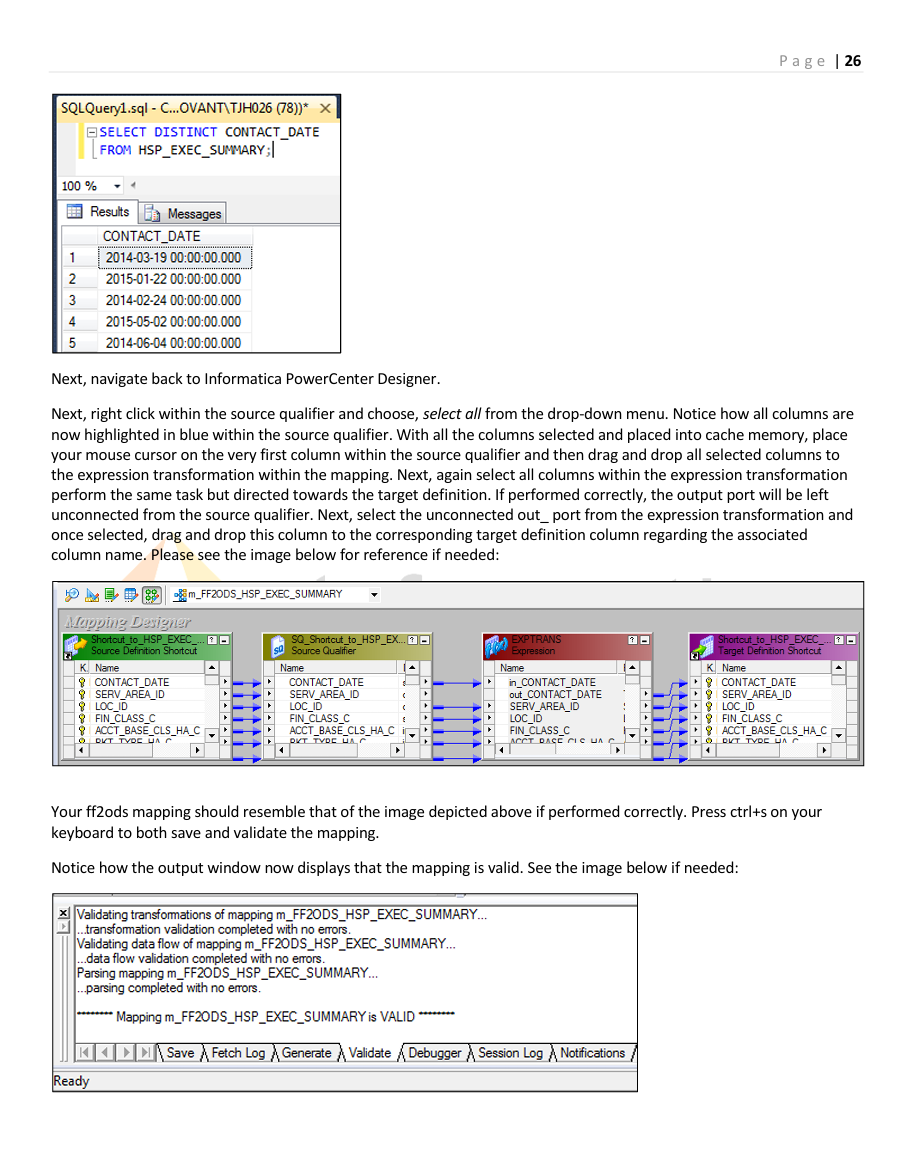 Page | 26
SQLQuery1.sql - C...OVANT\TJH026 (78))* ×
SELECT DISTINCT CONTACT_DATE
FROM HSP_EXEC_SUMMARY;
100 %
Results Messages
CONTACT_DATE
1 2014-03-19 00:00:00.000
2 2015-01-22 00:00:00.000
3 2014-02-24 00:00:00.000
4 2015-05-02 00:00:00.000
5 2014-06-04 00:00:00.000
Next, navigate back to Informatica PowerCenter Designer.
Next, right click within the source qualifier and choose, select all from the drop-down menu. Notice how all columns are
now highlighted in blue within the source qualifier. With all the columns selected and placed into cache memory, place
your mouse cursor on the very first column within the source qualifier and then drag and drop all selected columns to
the expression transformation within the mapping. Next, again select all columns within the expression transformation
perform the same task but directed towards the target definition. If performed correctly, the output port will be left
unconnected from the source qualifier. Next, select the unconnected out_ port from the expression transformation and
once selected, drag and drop this column to the corresponding target definition column regarding the associated
column name. Please see the image below for reference if needed:
m_FF2ODS_HSP_EXEC_SUMMARY
Mapping Designer
Shortcut_to_HSP_EXEC_...
Source Definition Shortcut
K. Name
CONTACT_DATE
SERV_AREA_ID
LOC_ID
FIN_CLASS_C
ACCT_BASE_CLS_HA_C
PKT_TYPE_HA_C
SQ_Shortcut_to_HSP_EX...
Source Qualifier
Name
CONTACT_DATE
SERV_AREA_ID
LOC_ID
FIN_CLASS_C
ACCT_BASE_CLS_HA_C
EXPTRANS
Expression
Name
in_CONTACT_DATE
out_CONTACT_DATE
SERV_AREA_ID
LOC_ID
FIN_CLASS_C
ACCT_BASE_CLS_HA_C
Shortcut_to_HSP_EXEC_...
Target Definition Shortcut
K. Name
CONTACT_DATE
SERV_AREA_ID
LOC_ID
FIN_CLASS_C
ACCT_BASE_CLS_HA_C
Your ff2ods mapping should resemble that of the image depicted above if performed correctly. Press ctrl+s on your
keyboard to both save and validate the mapping.
Notice how the output window now displays that the mapping is valid. See the image below if needed:
Validating transformations of mapping m_FF2ODS_HSP_EXEC_SUMMARY...
...transformation validation completed with no errors.
Validating data flow of mapping m_FF2ODS_HSP_EXEC_SUMMARY...
...data flow validation completed with no errors.
Parsing mapping m_FF2ODS_HSP_EXEC_SUMMARY...
...parsing completed with no errors.
******** Mapping m_FF2ODS_HSP_EXEC_SUMMARY is VALID ********
Save Fetch Log Generate Validate Debugger Session Log Notifications
Ready